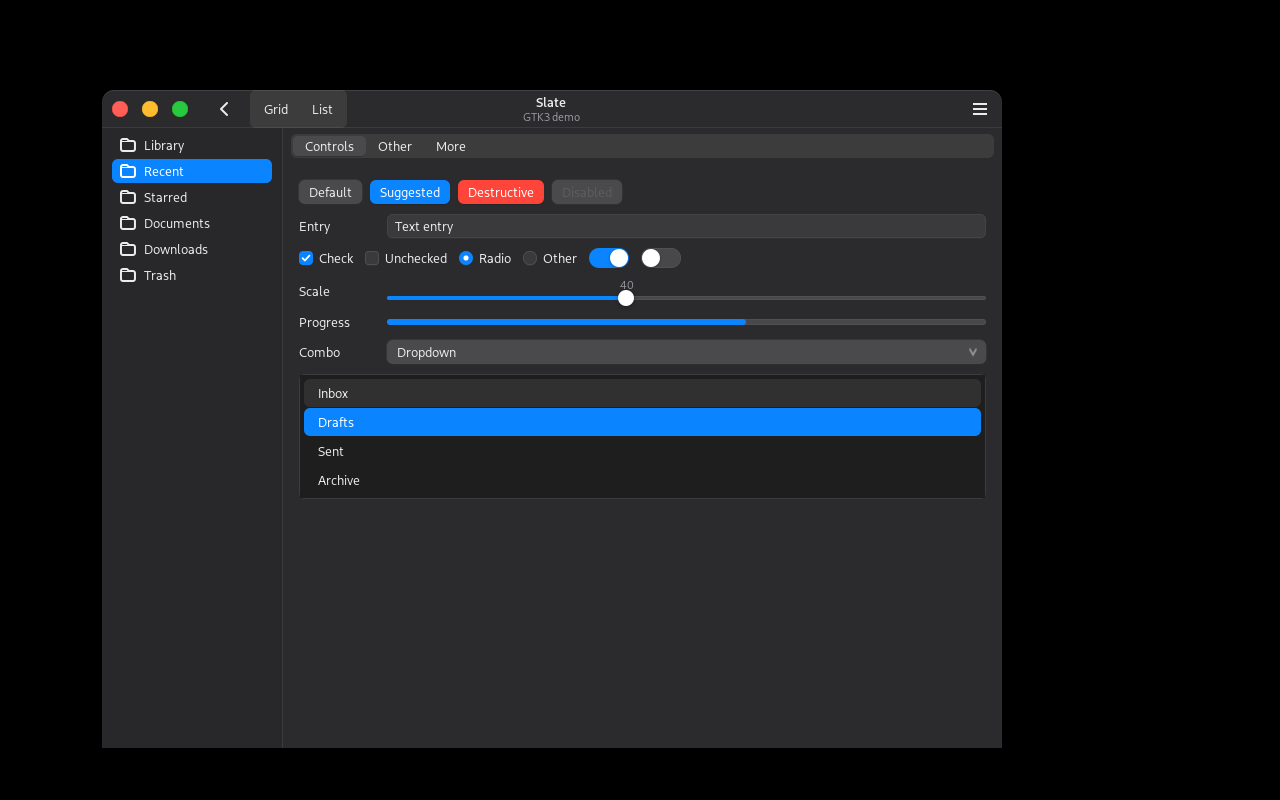 Grid List
Slate
GTK3 demo
Library
Recent
Starred
Documents
Downloads
Trash
Controls Other More
Default Suggested Destructive Disabled
Entry Text entry
Check Unchecked Radio Other
Scale 40
Progress
Combo Dropdown
Inbox
Drafts
Sent
Archive